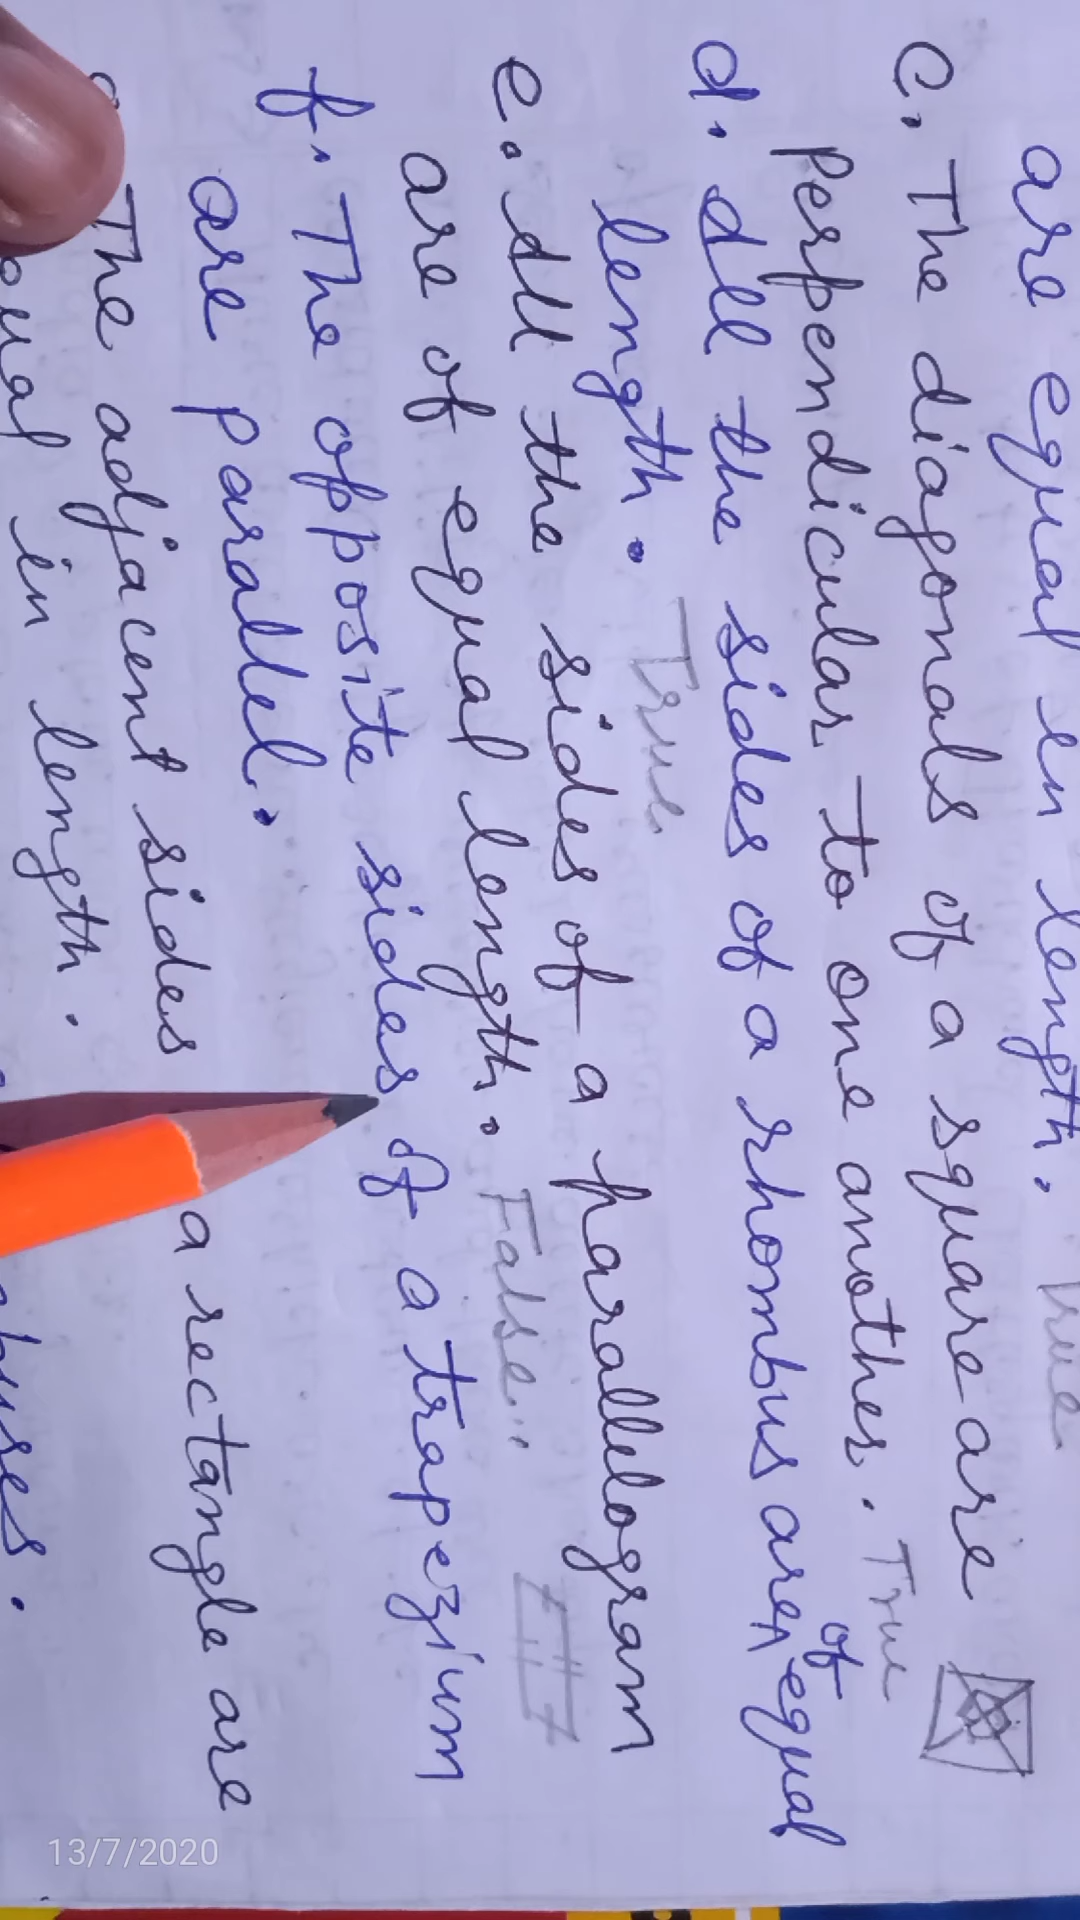 are equal in length. True
c. The diagonals of a square are
Perpendicular to one another. True
d. All the sides of a rhombus are of equal
length. True.
e. All the sides of a parallelogram
are of equal length. False..
f. The opposite sides of a trapezium
are parallel.
The adjacent sides a rectangle are
in length.
13/7/2020